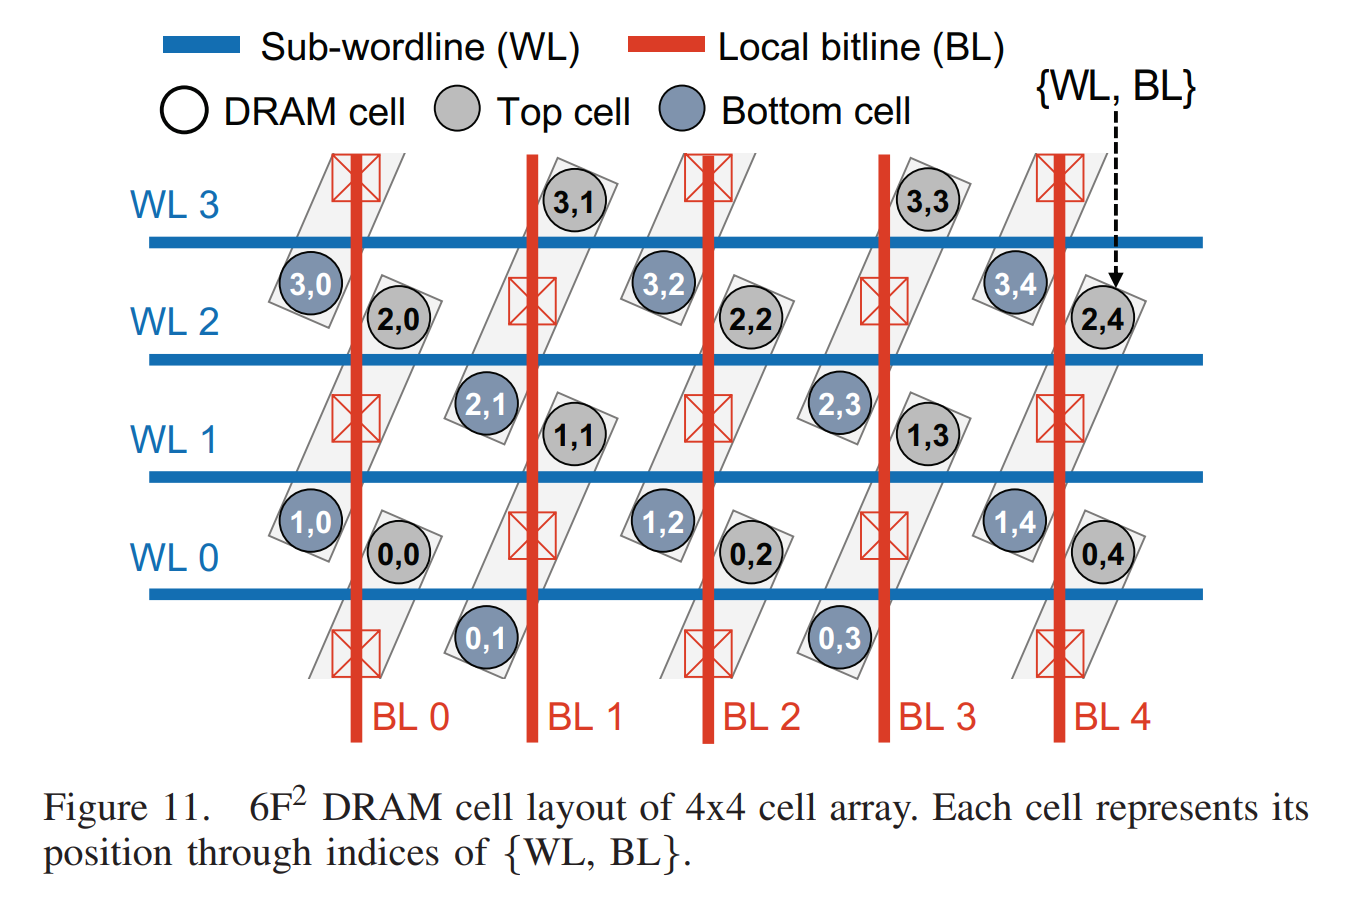 Sub-wordline (WL) Local bitline (BL)
DRAM cell Top cell Bottom cell {WL, BL}
WL 3 3,1 3,3
3,0 3,2 3,4
WL 2 2,0 2,2 2,4
2,1 2,3
WL 1 1,1 1,3
1,0 1,2 1,4
WL 0 0,0 0,2 0,4
0,1 0,3
BL 0 BL 1 BL 2 BL 3 BL 4
Figure 11. 6F² DRAM cell layout of 4x4 cell array. Each cell represents its
position through indices of {WL, BL}.